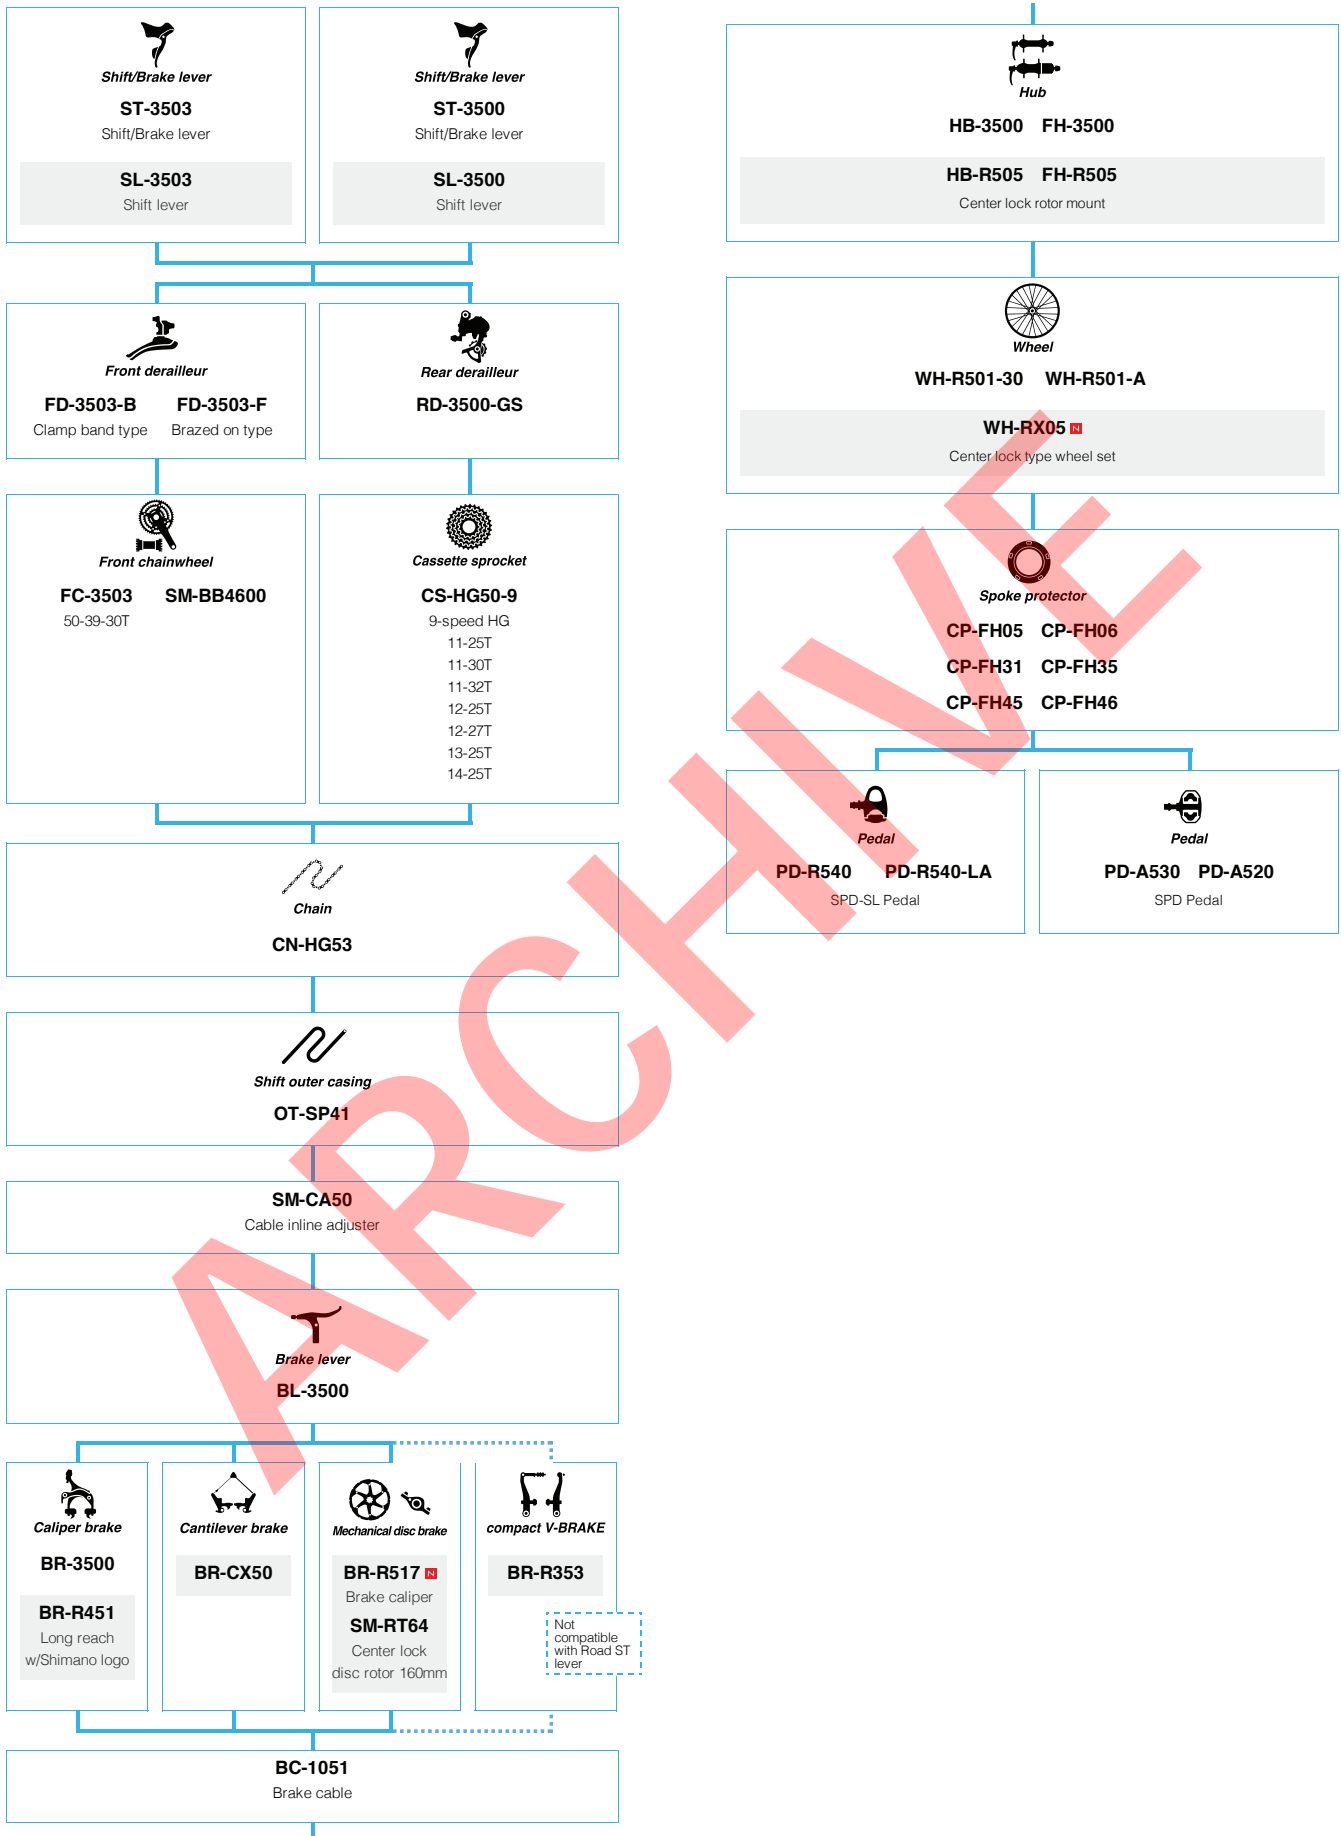 Shift/Brake lever
ST-3503
Shift/Brake lever
SL-3503
Shift lever
Shift/Brake lever
ST-3500
Shift/Brake lever
SL-3500
Shift lever
Front derailleur
FD-3503-B FD-3503-F
Clamp band type Brazed on type
Rear derailleur
RD-3500-GS
Front chainwheel
FC-3503 SM-BB4600
50-39-30T
Cassette sprocket
CS-HG50-9
9-speed HG
11-25T
11-30T
11-32T
12-25T
12-27T
13-25T
14-25T
Chain
CN-HG53
Shift outer casing
OT-SP41
SM-CA50
Cable inline adjuster
Brake lever
BL-3500
Caliper brake
BR-3500
BR-R451
Long reach
w/Shimano logo
Cantilever brake
BR-CX50
Mechanical disc brake
BR-R517 N
Brake caliper
SM-RT64
Center lock
disc rotor 160mm
compact V-BRAKE
BR-R353
Not
compatible
with Road ST
lever
BC-1051
Brake cable
Hub
HB-3500 FH-3500
HB-R505 FH-R505
Center lock rotor mount
Wheel
WH-R501-30 WH-R501-A
WH-RX05 N
Center lock type wheel set
Spoke protector
CP-FH05 CP-FH06
CP-FH31 CP-FH35
CP-FH45 CP-FH46
Pedal
PD-R540 PD-R540-LA
SPD-SL Pedal
Pedal
PD-A530 PD-A520
SPD Pedal
ARCHIVE